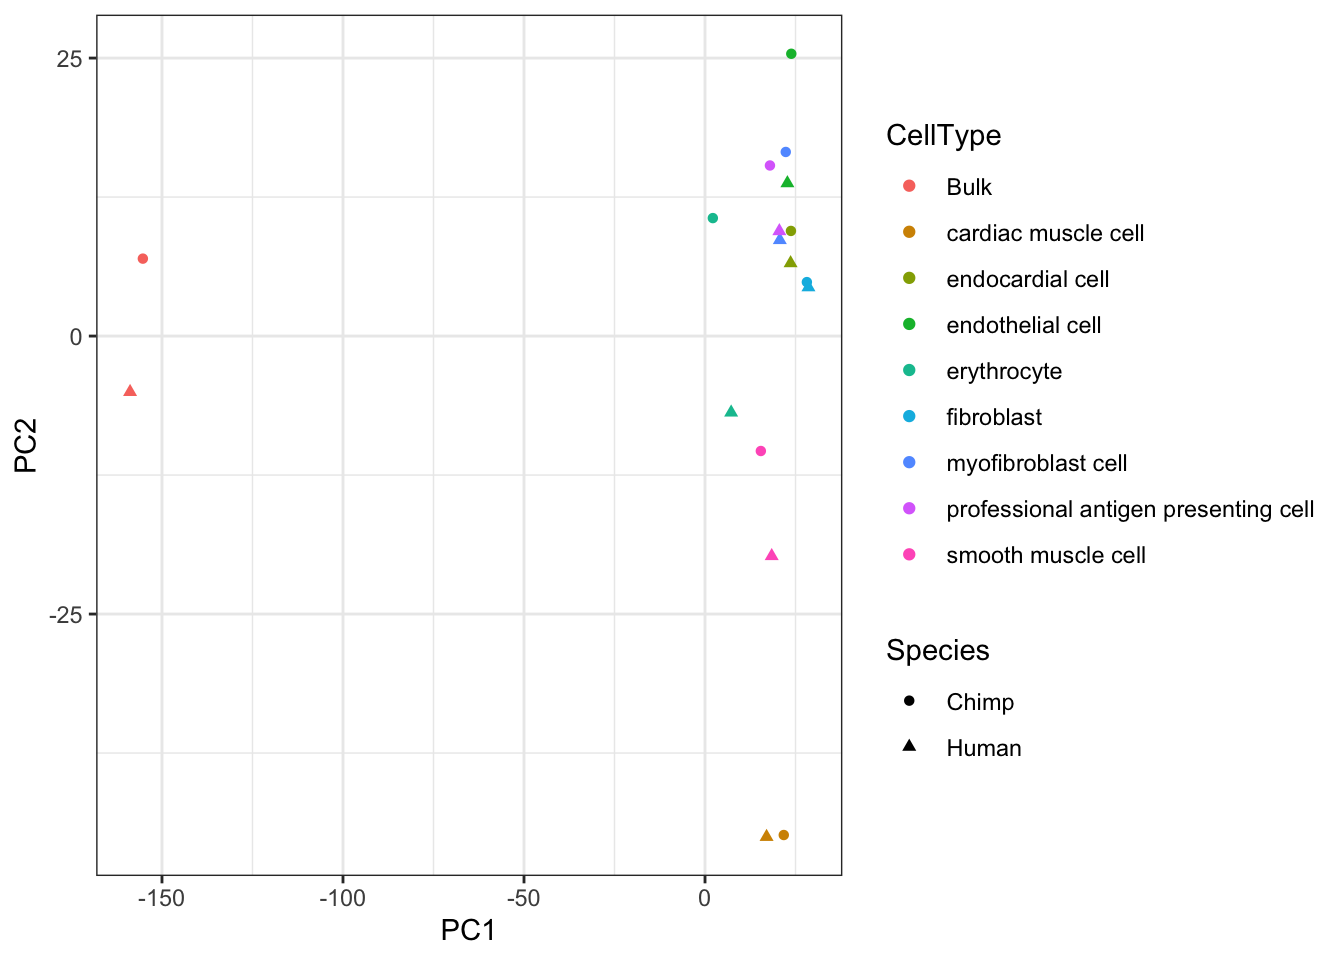 25
0
-25
PC2
-150
-100
-50
0
PC1
CellType
Bulk
cardiac muscle cell
endocardial cell
endothelial cell
erythrocyte
fibroblast
myofibroblast cell
professional antigen presenting cell
smooth muscle cell
Species
Chimp
Human